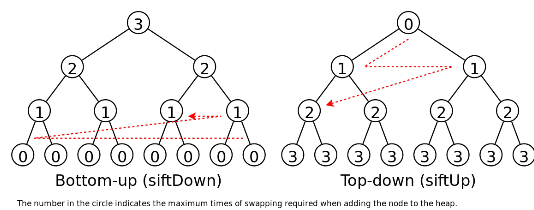 3 0
2 2 1 1
1 1 1 1 2 2 2 2
0 0 0 0 0 0 0 0 3 3 3 3 3 3 3 3
Bottom-up (siftDown) Top-down (siftUp)
The number in the circle indicates the maximum times of swapping required when adding the node to the heap.